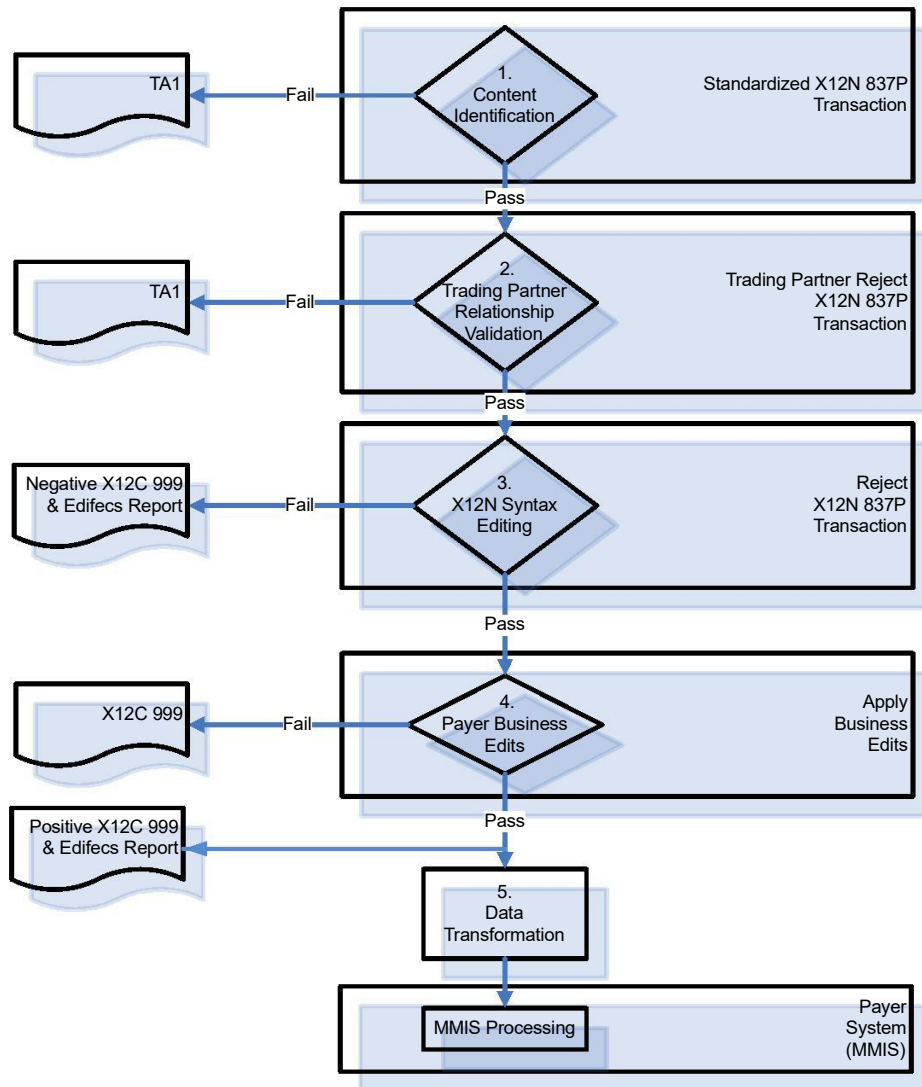 TA1
Fail
1.
Content
Identification
Standardized X12N 837P
Transaction
Pass
TA1
Fail
2.
Trading Partner
Relationship
Validation
Trading Partner Reject
X12N 837P
Transaction
Pass
Negative X12C 999
& Edifecs Report
Fail
3.
X12N Syntax
Editing
Reject
X12N 837P
Transaction
Pass
X12C 999
Fail
4.
Payer Business
Edits
Apply
Business
Edits
Pass
Positive X12C 999
& Edifecs Report
5.
Data
Transformation
MMIS Processing
Payer
System
(MMIS)